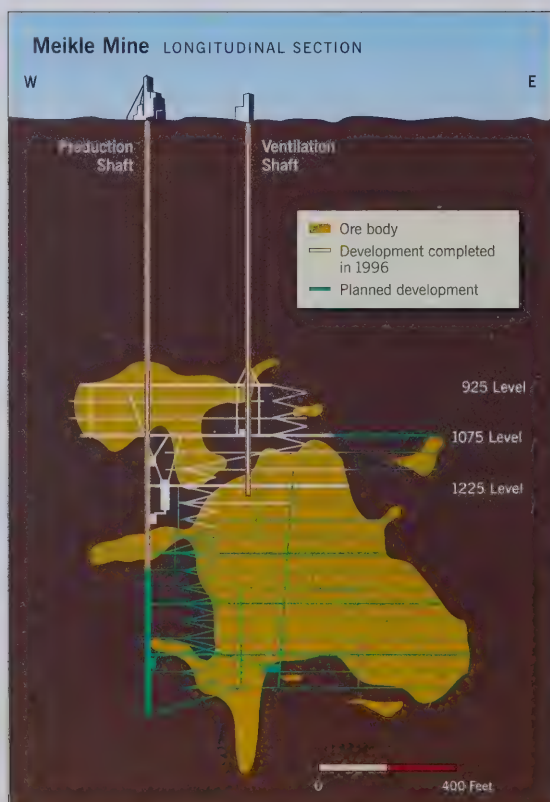 Meikle Mine LONGITUDINAL SECTION
W
E
Production
Shaft
Ventilation
Shaft
Ore body
Development completed
in 1996
Planned development
925 Level
1075 Level
1225 Level
0
400 Feet